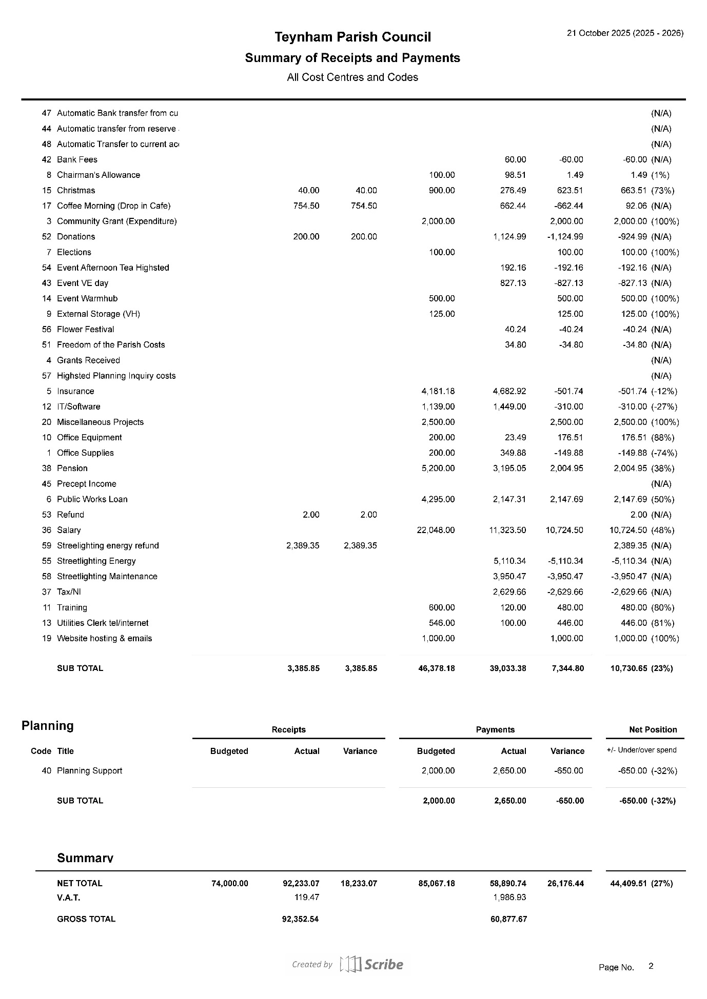 Teynham Parish Council
21 October 2025 (2025 - 2026)
Summary of Receipts and Payments
All Cost Centres and Codes
47 Automatic Bank transfer from cu (N/A)
44 Automatic transfer from reserve (N/A)
48 Automatic Transfer to current acc (N/A)
42 Bank Fees 60.00 -60.00 -60.00 (N/A)
8 Chairman's Allowance 100.00 98.51 1.49 1.49 (1%)
15 Christmas 40.00 40.00 900.00 276.49 623.51 663.51 (73%)
17 Coffee Morning (Drop in Cafe) 754.50 754.50 662.44 -662.44 92.06 (N/A)
3 Community Grant (Expenditure) 2,000.00 2,000.00 2,000.00 (100%)
52 Donations 200.00 200.00 1,124.99 -1,124.99 -924.99 (N/A)
7 Elections 100.00 100.00 100.00 (100%)
54 Event Afternoon Tea Highsted 192.16 -192.16 -192.16 (N/A)
43 Event VE day 827.13 -827.13 -827.13 (N/A)
14 Event Warmhub 500.00 500.00 500.00 (100%)
9 External Storage (VH) 125.00 125.00 125.00 (100%)
56 Flower Festival 40.24 -40.24 -40.24 (N/A)
51 Freedom of the Parish Costs 34.80 -34.80 -34.80 (N/A)
4 Grants Received (N/A)
57 Highsted Planning Inquiry costs (N/A)
5 Insurance 4,181.18 4,682.92 -501.74 -501.74 (-12%)
12 IT/Software 1,139.00 1,449.00 -310.00 -310.00 (-27%)
20 Miscellaneous Projects 2,500.00 2,500.00 2,500.00 (100%)
10 Office Equipment 200.00 23.49 176.51 176.51 (88%)
1 Office Supplies 200.00 349.88 -149.88 -149.88 (-74%)
38 Pension 5,200.00 3,195.05 2,004.95 2,004.95 (38%)
45 Precept Income (N/A)
6 Public Works Loan 4,295.00 2,147.31 2,147.69 2,147.69 (50%)
53 Refund 2.00 2.00 2.00 (N/A)
36 Salary 22,048.00 11,323.50 10,724.50 10,724.50 (48%)
59 Streelighting energy refund 2,389.35 2,389.35 2,389.35 (N/A)
55 Streetlighting Energy 5,110.34 -5,110.34 -5,110.34 (N/A)
58 Streetlighting Maintenance 3,950.47 -3,950.47 -3,950.47 (N/A)
37 Tax/NI 2,629.66 -2,629.66 -2,629.66 (N/A)
11 Training 600.00 120.00 480.00 480.00 (80%)
13 Utilities Clerk tel/internet 546.00 100.00 446.00 446.00 (81%)
19 Website hosting & emails 1,000.00 1,000.00 1,000.00 (100%)
SUB TOTAL 3,385.85 3,385.85 46,378.18 39,033.38 7,344.80 10,730.65 (23%)
Planning Receipts Payments Net Position
Code Title Budgeted Actual Variance Budgeted Actual Variance +/- Under/over spend
40 Planning Support 2,000.00 2,650.00 -650.00 -650.00 (-32%)
SUB TOTAL 2,000.00 2,650.00 -650.00 -650.00 (-32%)
Summary
NET TOTAL 74,000.00 92,233.07 18,233.07 85,067.18 58,890.74 26,176.44 44,409.51 (27%)
V.A.T. 119.47 1,986.93
GROSS TOTAL 92,352.54 60,877.67
Created by Scribe
Page No. 2